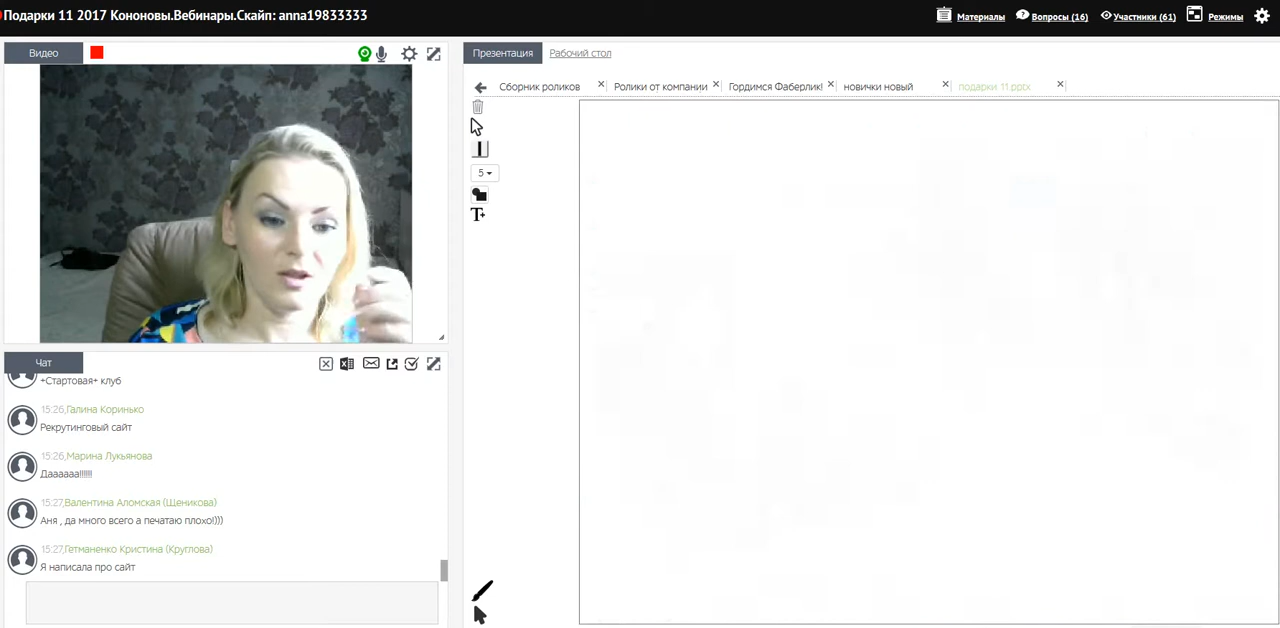 Подарки 11 2017 Кононовы.Вебинары.Скайп: anna19833333
Материалы
Вопросы (16)
Участники (61)
Режимы
Видео
Презентация
Рабочий стол
Сборник роликов
Ролики от компании
Гордимся Фаберлик!
новички новый
подарки 11.pptx
5
T+
Чат
+Стартовая+ клуб
15:26,Галина Коринько
Рекрутинговый сайт
15:26,Марина Лукьянова
Даааааа!!!!!!
15:27,Валентина Аломская (Щеникова)
Аня , да много всего а печатаю плохо!)))
15:27,Гетманенко Кристина (Круглова)
Я написала про сайт